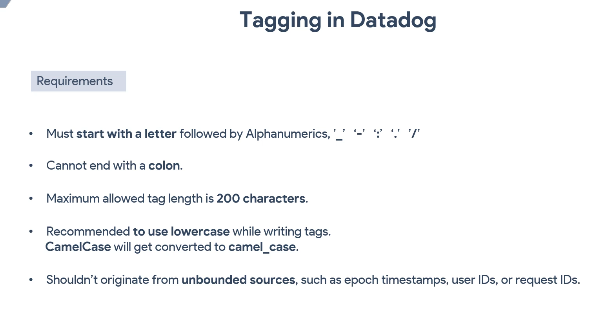 Tagging in Datadog
Requirements
• Must start with a letter followed by Alphanumerics, '_' '-' ':' '.' '/'
• Cannot end with a colon.
• Maximum allowed tag length is 200 characters.
• Recommended to use lowercase while writing tags.
CamelCase will get converted to camel_case.
• Shouldn't originate from unbounded sources, such as epoch timestamps, user IDs, or request IDs.